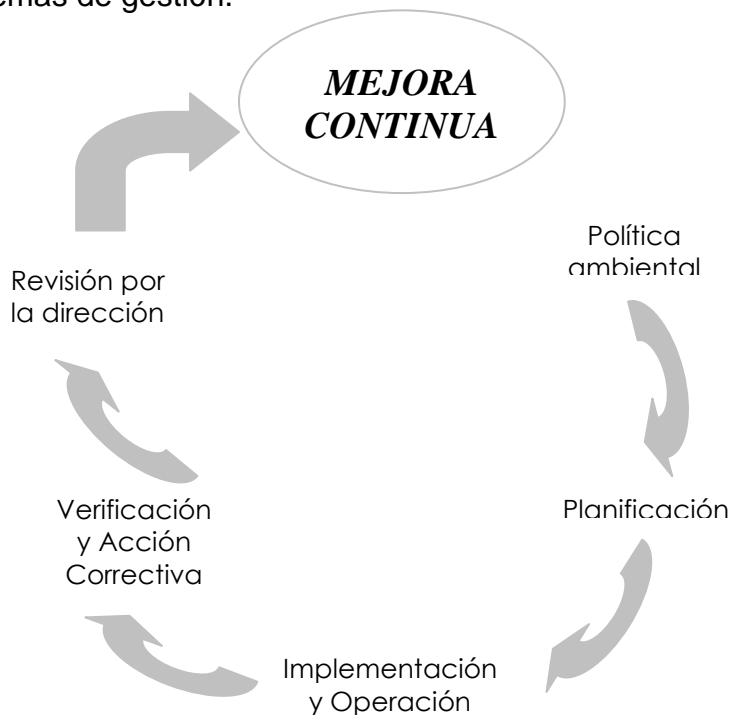 emas de gestión.
MEJORA
CONTINUA
Política
ambiental
Revisión por
la dirección
Verificación
y Acción
Correctiva
Planificación
Implementación
y Operación